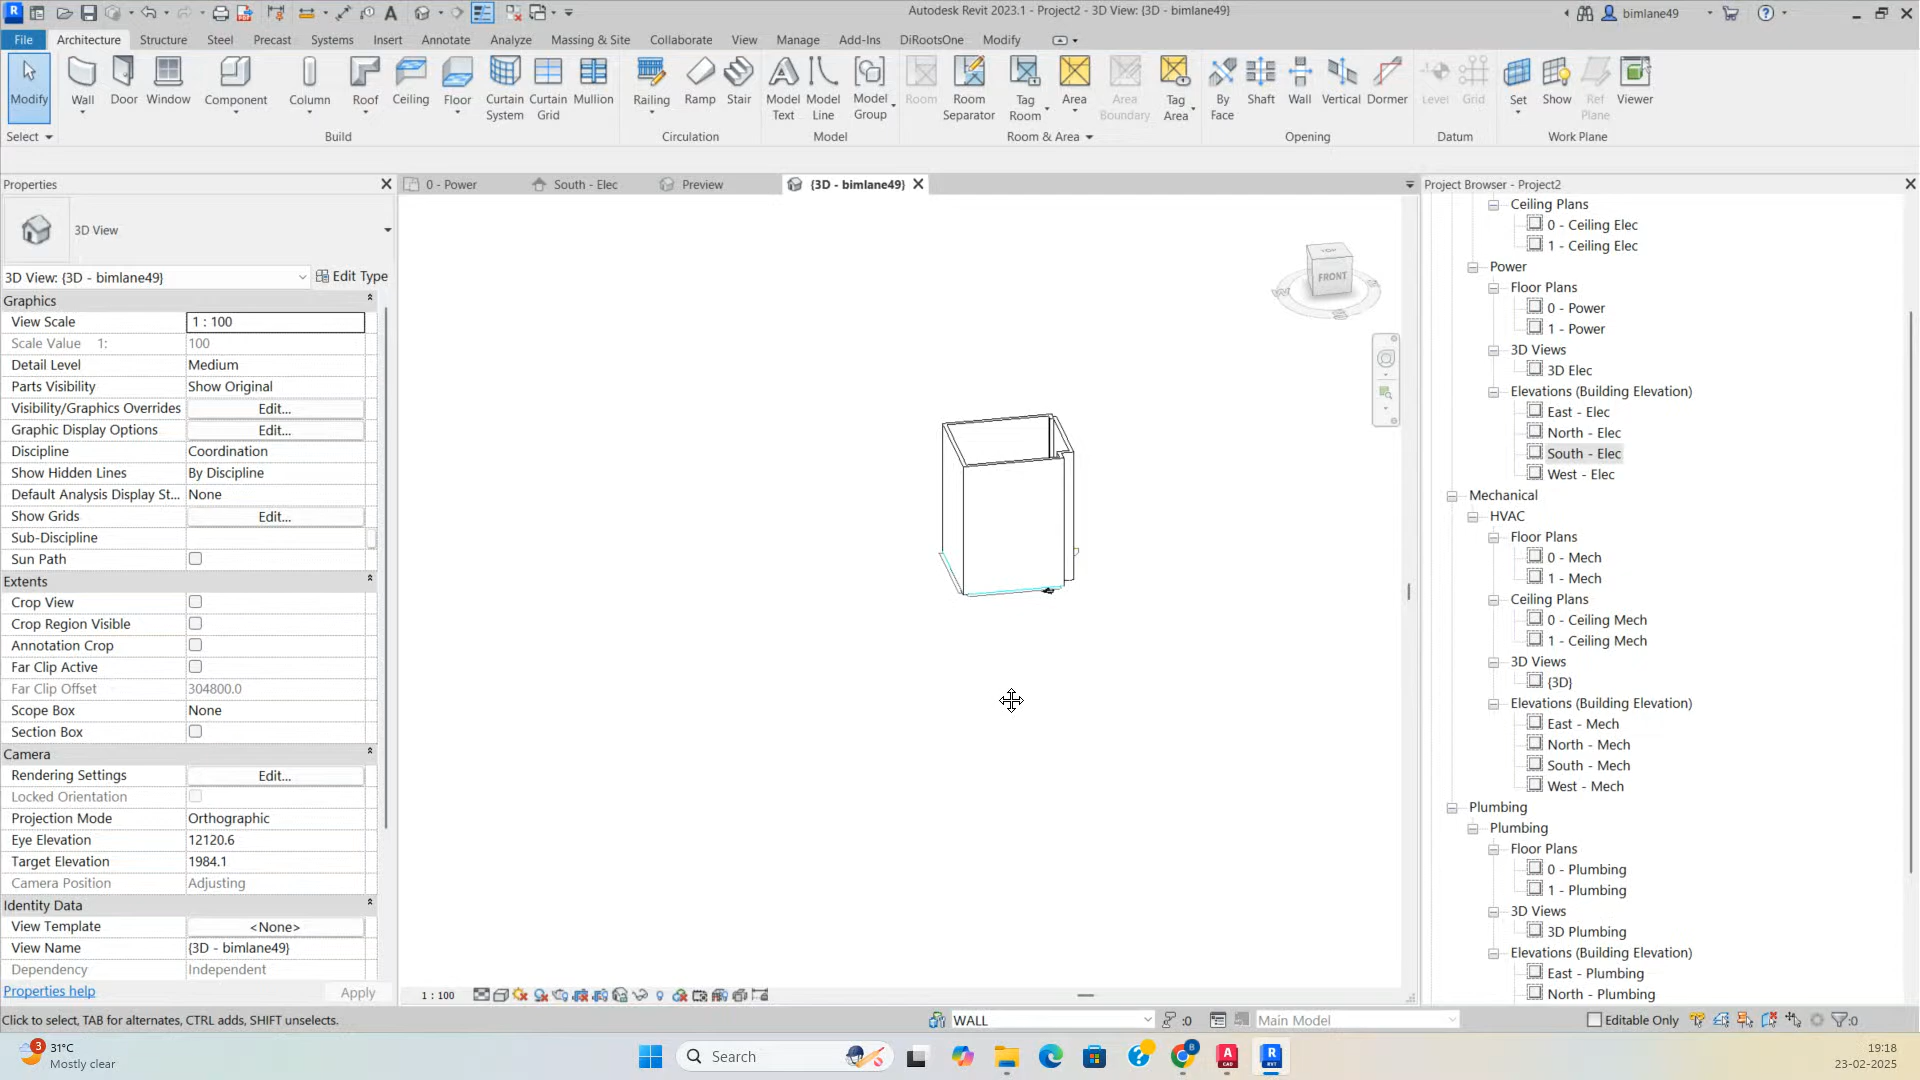 Autodesk Revit 2023.1 - Project2 - 3D View: {3D - bimlane49}
bimlane49
File
Architecture
Structure
Steel
Precast
Systems
Insert
Annotate
Analyze
Massing & Site
Collaborate
View
Manage
Add-Ins
DiRootsOne
Modify
Modify
Wall
Door
Window
Component
Column
Roof
Ceiling
Floor
Curtain
System
Curtain
Grid
Mullion
Railing
Ramp
Stair
Model
Text
Model
Line
Model
Group
Room
Room
Separator
Tag
Room
Area
Area
Boundary
Tag
Area
By
Face
Shaft
Wall
Vertical
Dormer
Level
Grid
Set
Show
Ref
Plane
Viewer
Select
Build
Circulation
Model
Room & Area
Opening
Datum
Work Plane
Properties
0 - Power
South - Elec
Preview
{3D - bimlane49}
Project Browser - Project2
3D View
3D View: {3D - bimlane49}
Edit Type
Graphics
View Scale
1 : 100
Scale Value 1:
100
Detail Level
Medium
Parts Visibility
Show Original
Visibility/Graphics Overrides
Edit...
Graphic Display Options
Edit...
Discipline
Coordination
Show Hidden Lines
By Discipline
Default Analysis Display St...
None
Show Grids
Edit...
Sub-Discipline
Sun Path
Extents
Crop View
Crop Region Visible
Annotation Crop
Far Clip Active
Far Clip Offset
304800.0
Scope Box
None
Section Box
Camera
Rendering Settings
Edit...
Locked Orientation
Projection Mode
Orthographic
Eye Elevation
12120.6
Target Elevation
1984.1
Camera Position
Adjusting
Identity Data
View Template
<None>
View Name
{3D - bimlane49}
Dependency
Independent
Properties help
Apply
TOP
FRONT
1 : 100
Ceiling Plans
0 - Ceiling Elec
1 - Ceiling Elec
Power
Floor Plans
0 - Power
1 - Power
3D Views
3D Elec
Elevations (Building Elevation)
East - Elec
North - Elec
South - Elec
West - Elec
Mechanical
HVAC
Floor Plans
0 - Mech
1 - Mech
Ceiling Plans
0 - Ceiling Mech
1 - Ceiling Mech
3D Views
{3D}
Elevations (Building Elevation)
East - Mech
North - Mech
South - Mech
West - Mech
Plumbing
Plumbing
Floor Plans
0 - Plumbing
1 - Plumbing
3D Views
3D Plumbing
Elevations (Building Elevation)
East - Plumbing
North - Plumbing
Click to select, TAB for alternates, CTRL adds, SHIFT unselects.
WALL
:0
Main Model
Editable Only
:0
3
31°C
Mostly clear
Search
19:18
23-02-2025